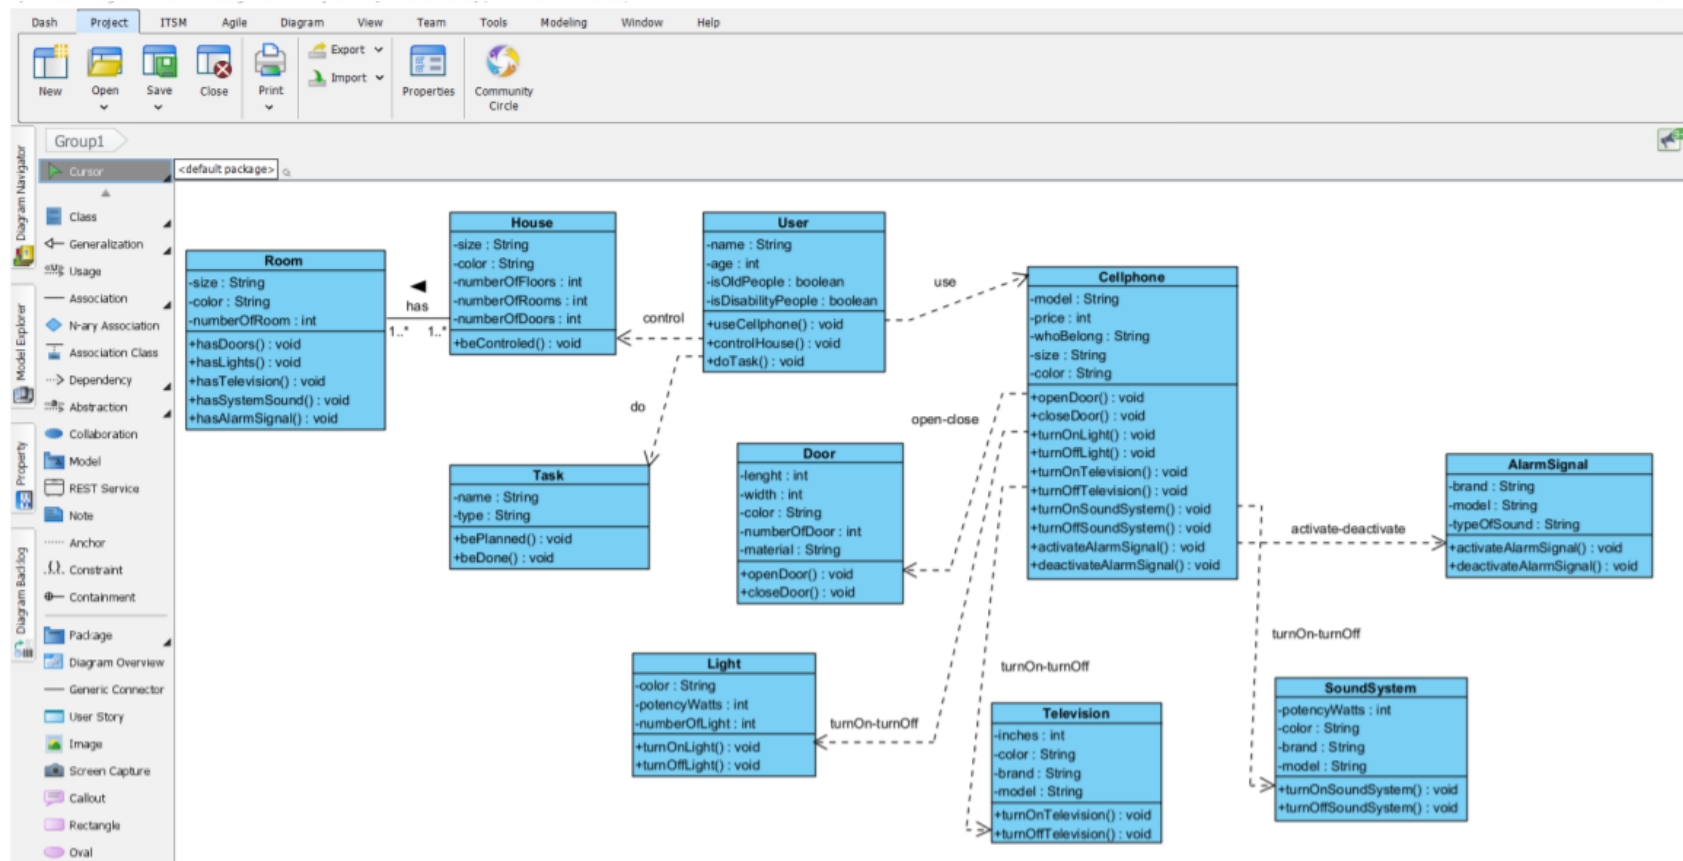 Dash Project ITSM Agile Diagram View Team Tools Modeling Window Help
New
Open
Save
Close
Print
Export
Import
Properties
Community
Circle
Group1
Diagram Navigator
Model Explorer
Property
Diagram Backlog
Cursor
Class
Generalization
Usage
Association
N-ary Association
Association Class
Dependency
Abstraction
Collaboration
Model
REST Service
Note
Anchor
Constraint
Containment
Package
Diagram Overview
Generic Connector
User Story
Image
Screen Capture
Callout
Rectangle
Oval
<default package>
Room
-size : String
-color : String
-numberOfRoom : int
+hasDoors() : void
+hasLights() : void
+hasTelevision() : void
+hasSystemSound() : void
+hasAlarmSignal() : void
has
1..* 1..*
House
-size : String
-color : String
-numberOfFloors : int
-numberOfRooms : int
-numberOfDoors : int
+beControled() : void
control
User
-name : String
-age : int
-isOldPeople : boolean
-isDisabilityPeople : boolean
+useCellphone() : void
+controlHouse() : void
+doTask() : void
use
do
Task
-name : String
-type : String
+bePlanned() : void
+beDone() : void
Cellphone
-model : String
-price : int
-whoBelong : String
-size : String
-color : String
+openDoor() : void
+closeDoor() : void
+turnOnLight() : void
+turnOffLight() : void
+turnOnTelevision() : void
+turnOffTelevision() : void
+turnOnSoundSystem() : void
+turnOffSoundSystem() : void
+activateAlarmSignal() : void
+deactivateAlarmSignal() : void
open-close
Door
-lenght : int
-width : int
-color : String
-numberOfDoor : int
-material : String
+openDoor() : void
+closeDoor() : void
activate-deactivate
AlarmSignal
-brand : String
-model : String
-typeOfSound : String
+activateAlarmSignal() : void
+deactivateAlarmSignal() : void
Light
-color : String
-potencyWatts : int
-numberOfLight : int
+turnOnLight() : void
+turnOffLight() : void
turnOn-turnOff
turnOn-turnOff
Television
-inches : int
-color : String
-brand : String
-model : String
+turnOnTelevision() : void
+turnOffTelevision() : void
turnOn-turnOff
SoundSystem
-potencyWatts : int
-color : String
-brand : String
-model : String
+turnOnSoundSystem() : void
+turnOffSoundSystem() : void